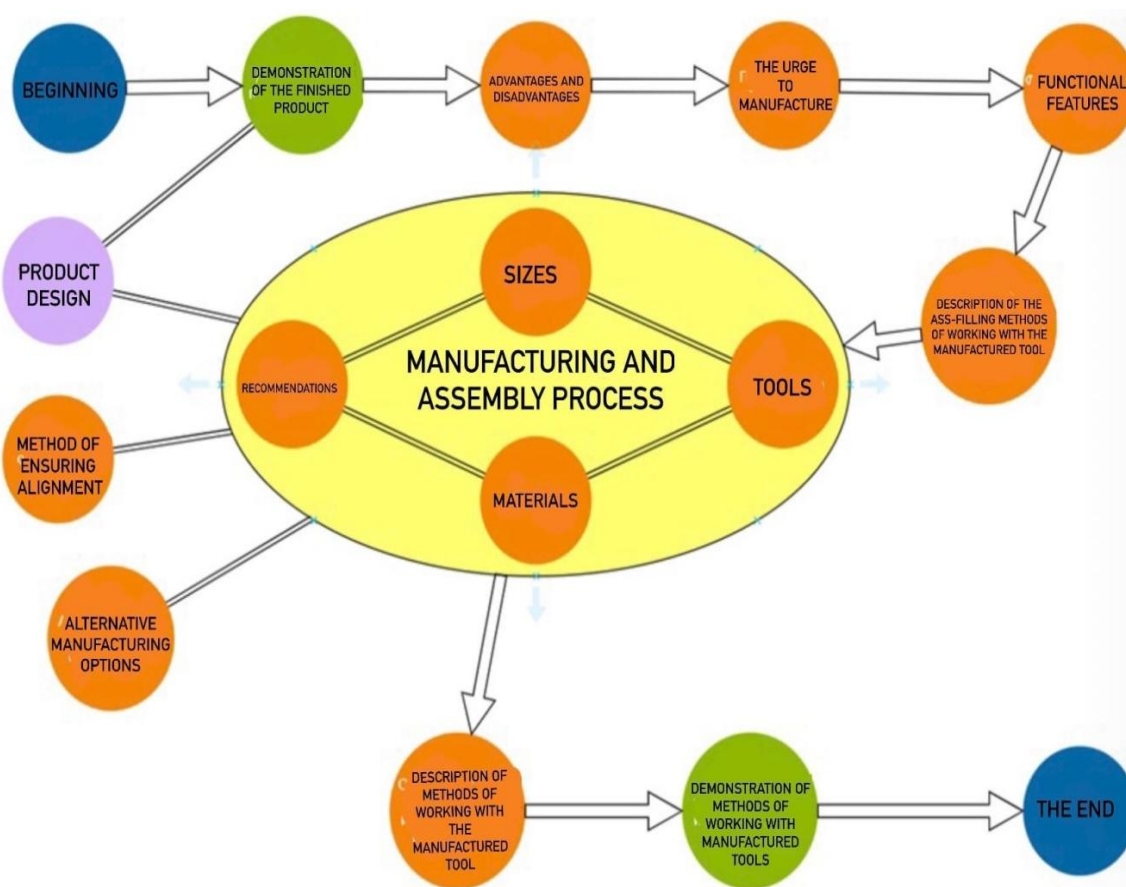 BEGINNING
DEMONSTRATION
OF THE FINISHED
PRODUCT
ADVANTAGES AND
DISADVANTAGES
THE URGE
TO
MANUFACTURE
FUNCTIONAL
FEATURES
PRODUCT
DESIGN
SIZES
DESCRIPTION OF THE
ASS-FILLING METHODS
OF WORKING WITH THE
MANUFACTURED TOOL
RECOMMENDATIONS
MANUFACTURING AND
ASSEMBLY PROCESS
TOOLS
METHOD OF
ENSURING
ALIGNMENT
MATERIALS
ALTERNATIVE
MANUFACTURING
OPTIONS
DESCRIPTION OF
METHODS OF
WORKING WITH
THE
MANUFACTURED
TOOL
DEMONSTRATION OF
METHODS OF
WORKING WITH
MANUFACTURED
TOOLS
THE END